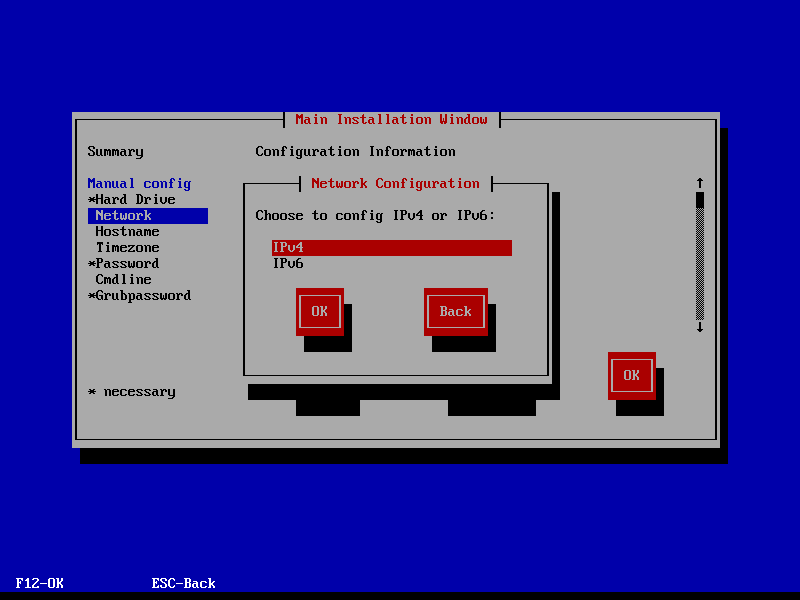 Main Installation Window
Summary
Configuration Information
Manual config
*Hard Drive
Network
Hostname
Timezone
*Password
Cmdline
*Grubpassword
* necessary
Network Configuration
Choose to config IPv4 or IPv6:
IPv4
IPv6
OK
Back
↑
↓
OK
F12-OK
ESC-Back